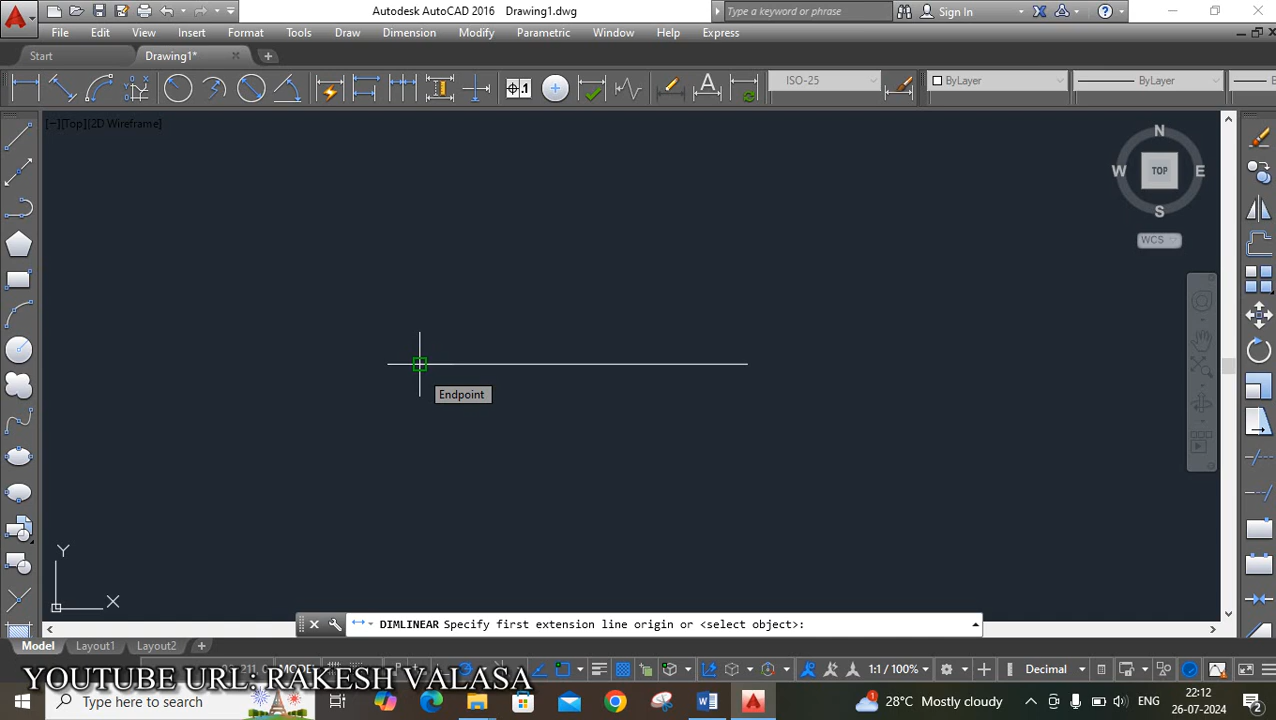 Autodesk AutoCAD 2016 Drawing1.dwg
Type a keyword or phrase
Sign In
File Edit View Insert Format Tools Draw Dimension Modify Parametric Window Help Express
Start
Drawing1*
ISO-25
ByLayer
ByLayer
[−][Top][2D Wireframe]
N
W
TOP
E
S
WCS
Endpoint
Y
X
DIMLINEAR Specify first extension line origin or <select object>:
Model
Layout1
Layout2
MODEL
1:1 / 100%
Decimal
YOUTUBE URL: RAKESH VALASA
Type here to search
28°C Mostly cloudy
ENG
22:12
26-07-2024